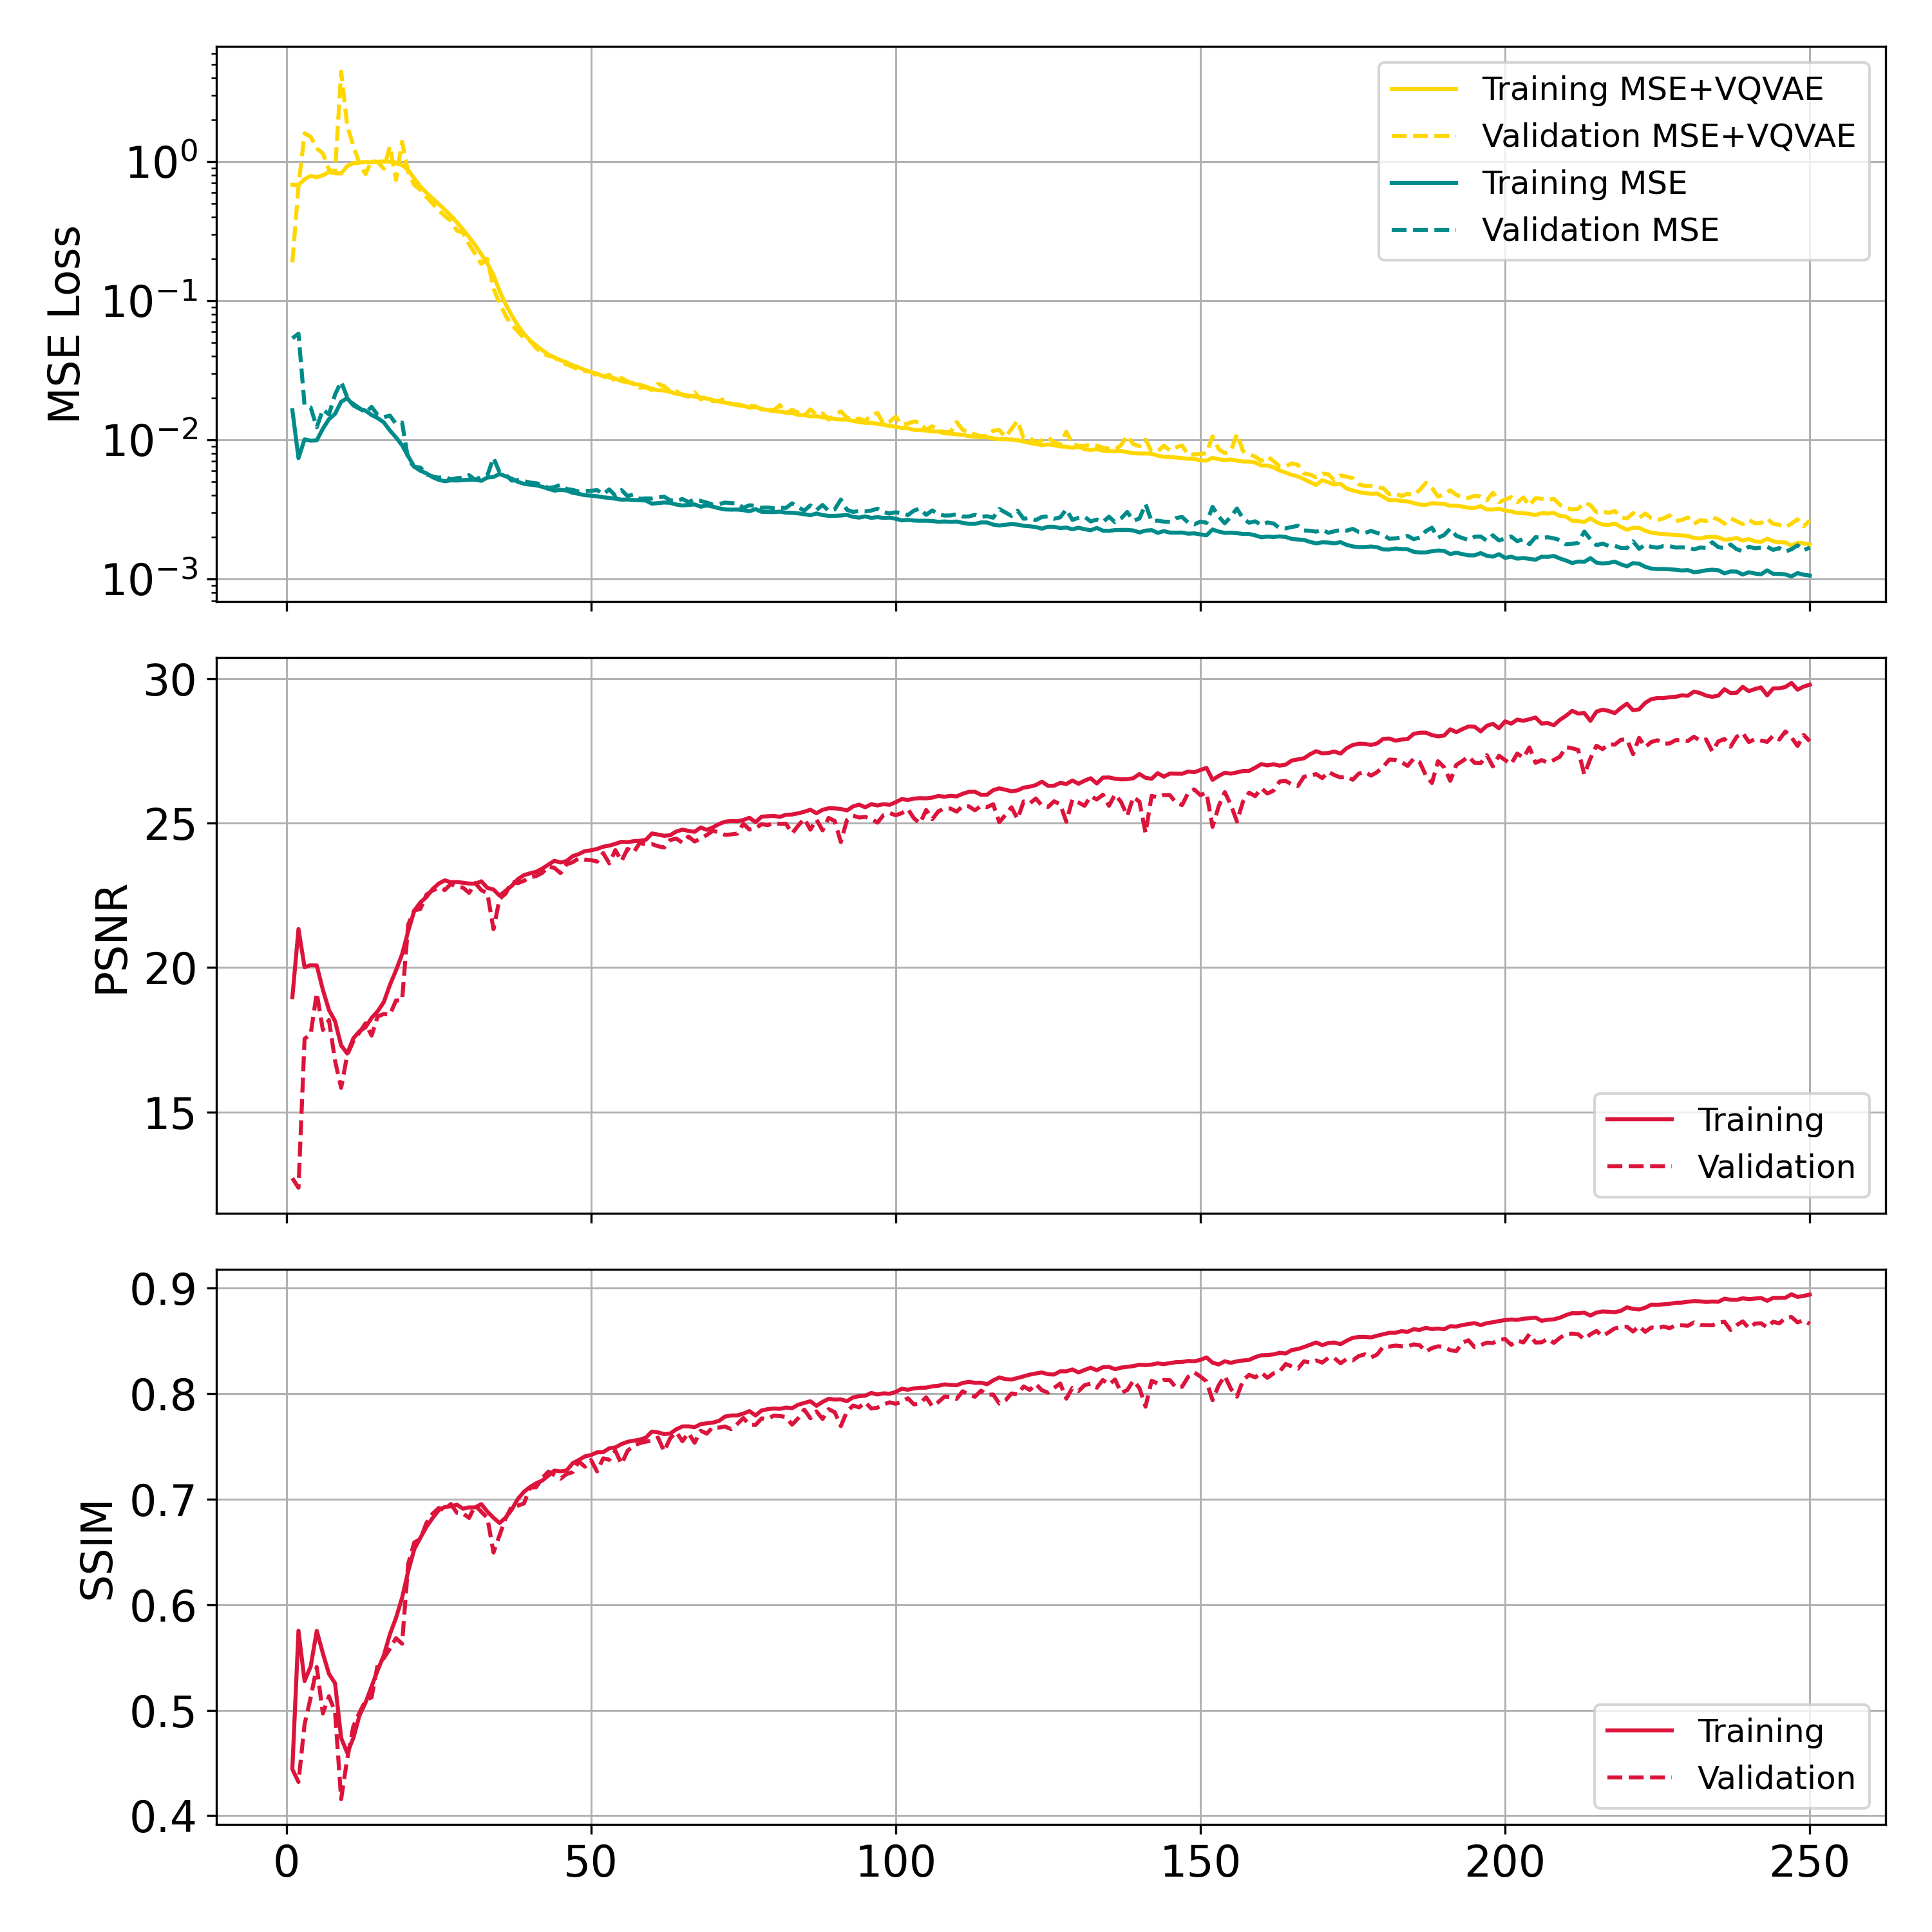 MSE Loss
10⁰
10⁻¹
10⁻²
10⁻³
Training MSE+VQVAE
Validation MSE+VQVAE
Training MSE
Validation MSE
PSNR
30
25
20
15
Training
Validation
SSIM
0.9
0.8
0.7
0.6
0.5
0.4
Training
Validation
0 50 100 150 200 250